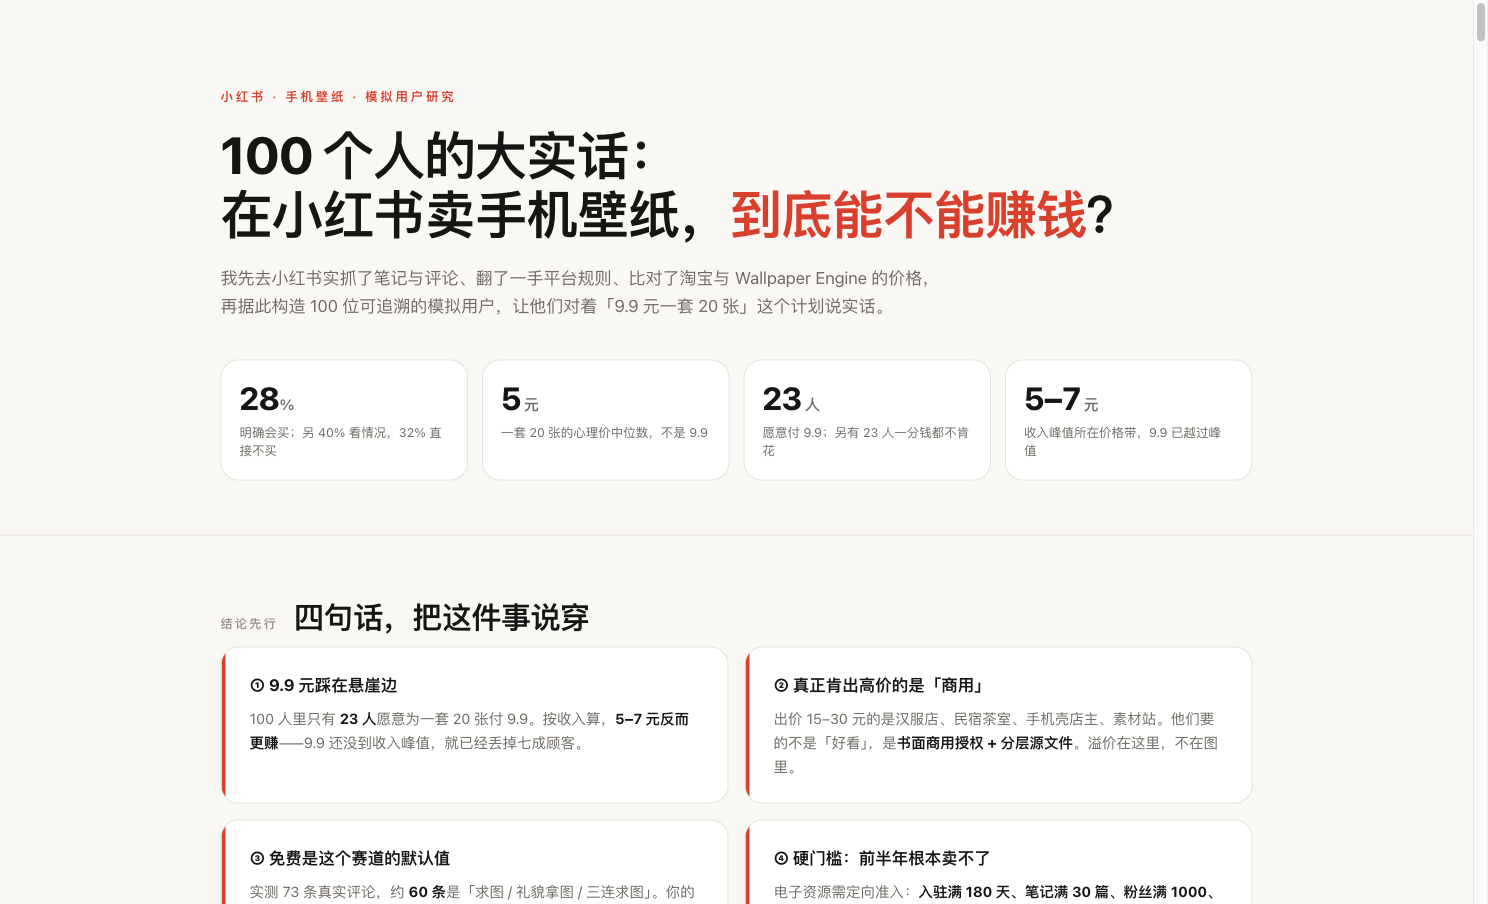 小红书 · 手机壁纸 · 模拟用户研究
100 个人的大实话：
在小红书卖手机壁纸，到底能不能赚钱？
我先去小红书实抓了笔记与评论、翻了一手平台规则、比对了淘宝与 Wallpaper Engine 的价格，
再据此构造 100 位可追溯的模拟用户，让他们对着「9.9 元一套 20 张」这个计划说实话。
28%
明确会买；另 40% 看情况，32% 直
接不买
5 元
一套 20 张的心理价中位数，不是 9.9
23 人
愿意付 9.9；另有 23 人一分钱都不肯
花
5–7 元
收入峰值所在价格带，9.9 已越过峰
值
结论先行 四句话，把这件事说穿
① 9.9 元踩在悬崖边
100 人里只有 23 人愿意为一套 20 张付 9.9。按收入算，5–7 元反而
更赚——9.9 还没到收入峰值，就已经丢掉七成顾客。
② 真正肯出高价的是「商用」
出价 15–30 元的是汉服店、民宿茶室、手机壳店主、素材站。他们要
的不是「好看」，是书面商用授权 + 分层源文件。溢价在这里，不在图
里。
③ 免费是这个赛道的默认值
实测 73 条真实评论，约 60 条是「求图 / 礼貌拿图 / 三连求图」。你的
④ 硬门槛：前半年根本卖不了
电子资源需定向准入：入驻满 180 天、笔记满 30 篇、粉丝满 1000、